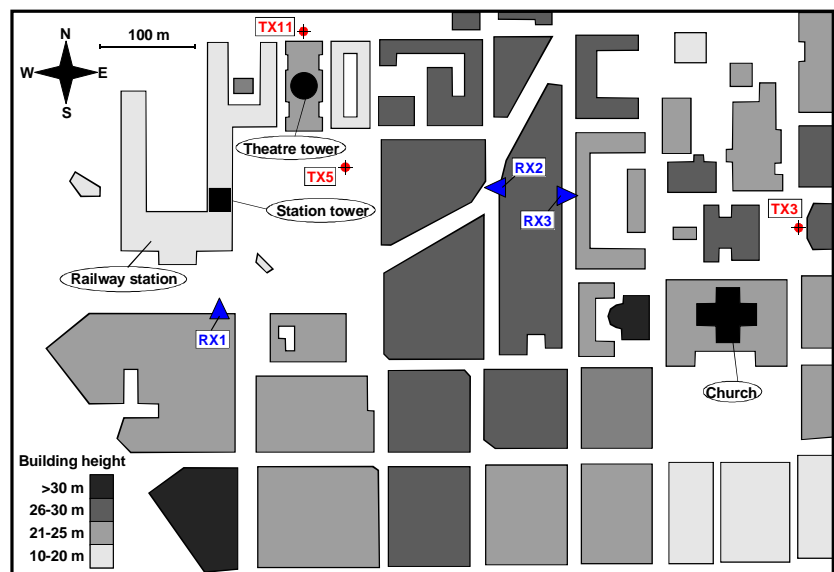 TX11
N
100 m
W
E
S
Theatre tower
TX5
RX2
RX3
TX3
Station tower
Railway station
RX1
Church
Building height
>30 m
26-30 m
21-25 m
10-20 m